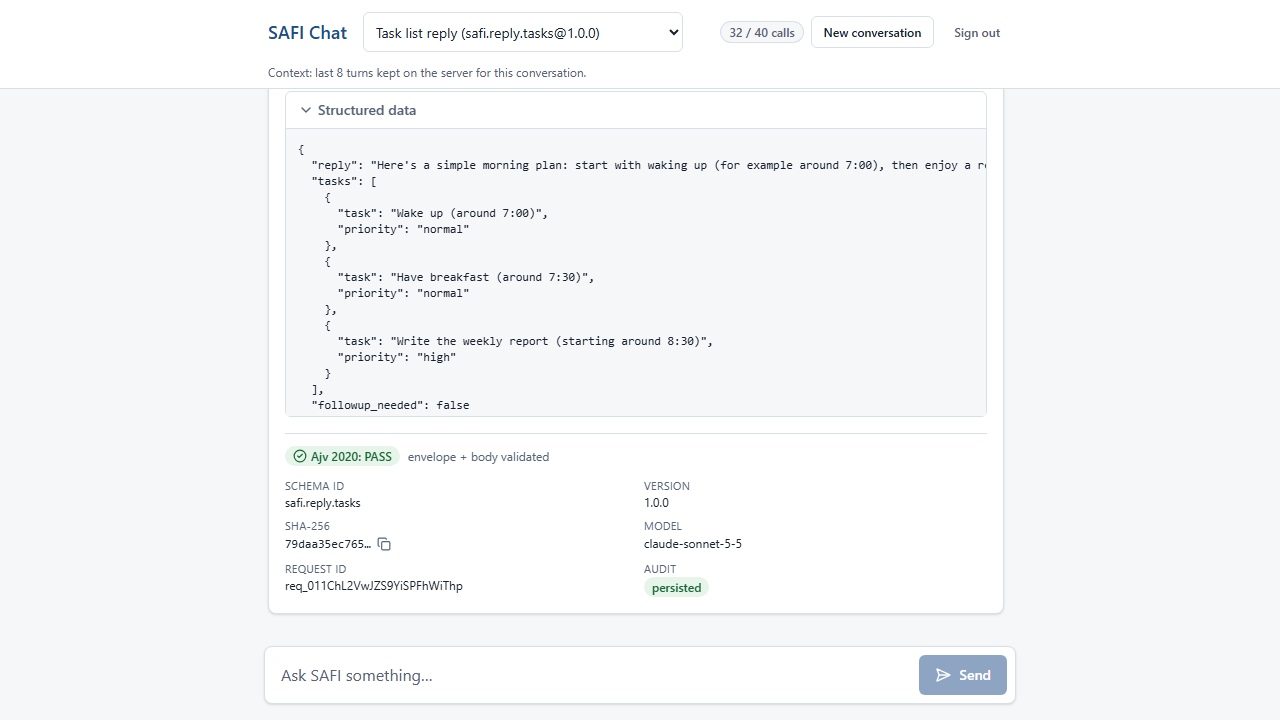 SAFI Chat
Task list reply (safi.reply.tasks@1.0.0)
32 / 40 calls
New conversation
Sign out
Context: last 8 turns kept on the server for this conversation.
Structured data
{
  "reply": "Here's a simple morning plan: start with waking up (for example around 7:00), then enjoy a re
  "tasks": [
    {
      "task": "Wake up (around 7:00)",
      "priority": "normal"
    },
    {
      "task": "Have breakfast (around 7:30)",
      "priority": "normal"
    },
    {
      "task": "Write the weekly report (starting around 8:30)",
      "priority": "high"
    }
  ],
  "followup_needed": false
Ajv 2020: PASS
envelope + body validated
SCHEMA ID
safi.reply.tasks
VERSION
1.0.0
SHA-256
79daa35ec765…
MODEL
claude-sonnet-5-5
REQUEST ID
req_011ChL2VwJZS9YiSPFhWiThp
AUDIT
persisted
Ask SAFI something...
Send